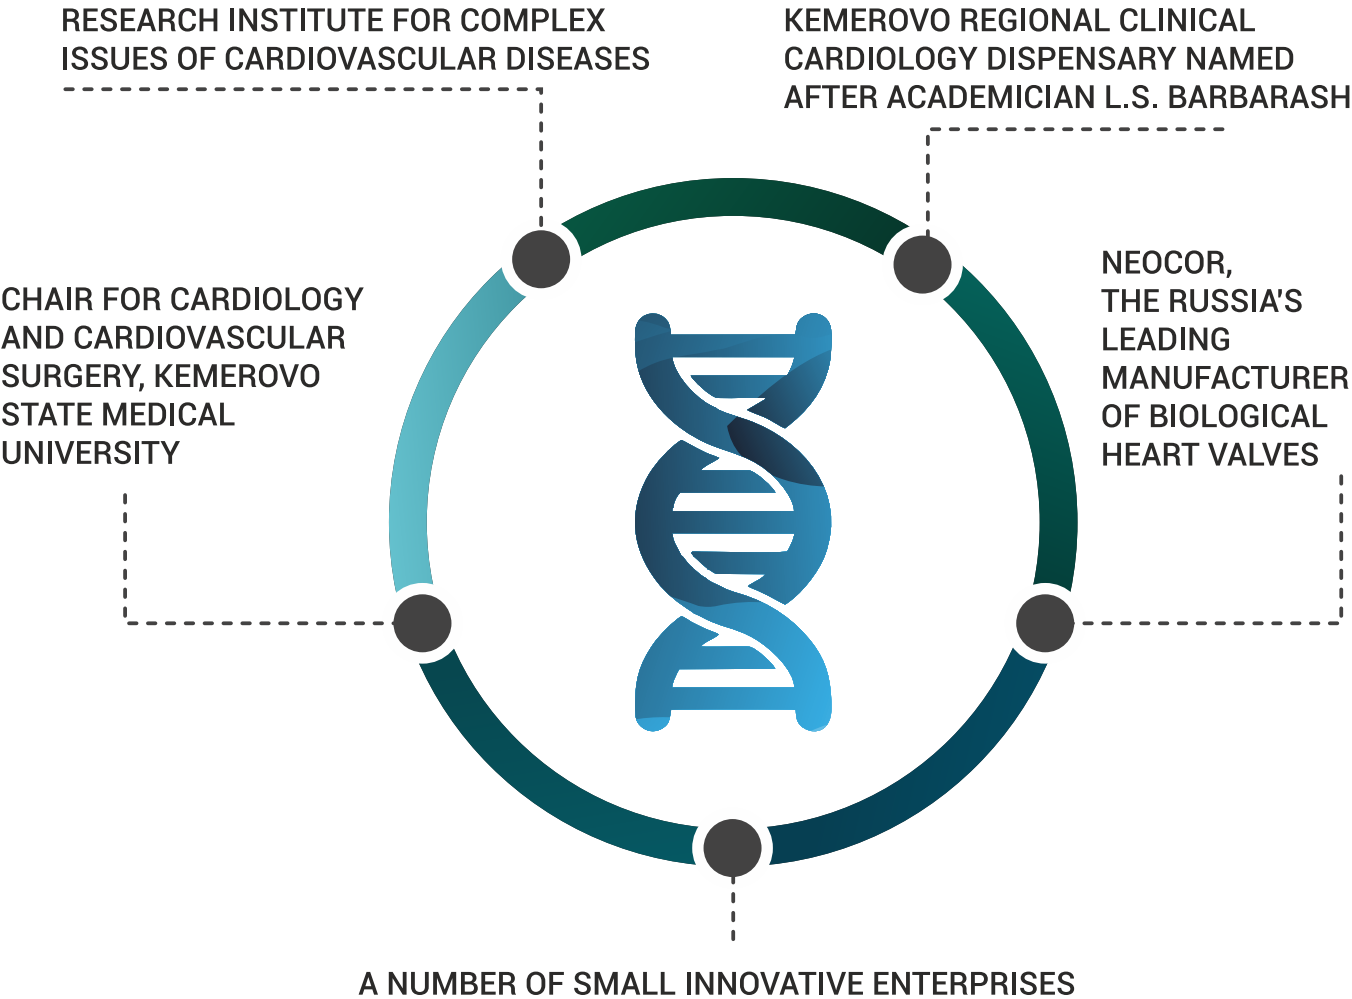 RESEARCH INSTITUTE FOR COMPLEX
ISSUES OF CARDIOVASCULAR DISEASES
KEMEROVO REGIONAL CLINICAL
CARDIOLOGY DISPENSARY NAMED
AFTER ACADEMICIAN L.S. BARBARASH
NEOCOR,
THE RUSSIA'S
LEADING
MANUFACTURER
OF BIOLOGICAL
HEART VALVES
CHAIR FOR CARDIOLOGY
AND CARDIOVASCULAR
SURGERY, KEMEROVO
STATE MEDICAL
UNIVERSITY
A NUMBER OF SMALL INNOVATIVE ENTERPRISES